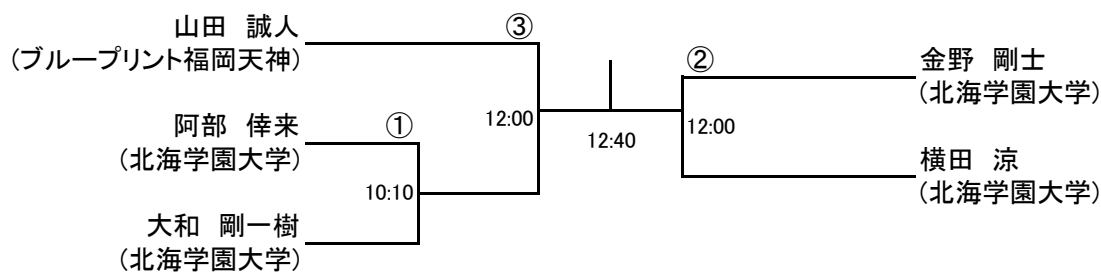 山田　誠人
(ブループリント福岡天神)
③
12:00
阿部　倖来
(北海学園大学)
①
10:10
大和　剛一樹
(北海学園大学)
12:40
②
12:00
金野　剛士
(北海学園大学)
横田　涼
(北海学園大学)